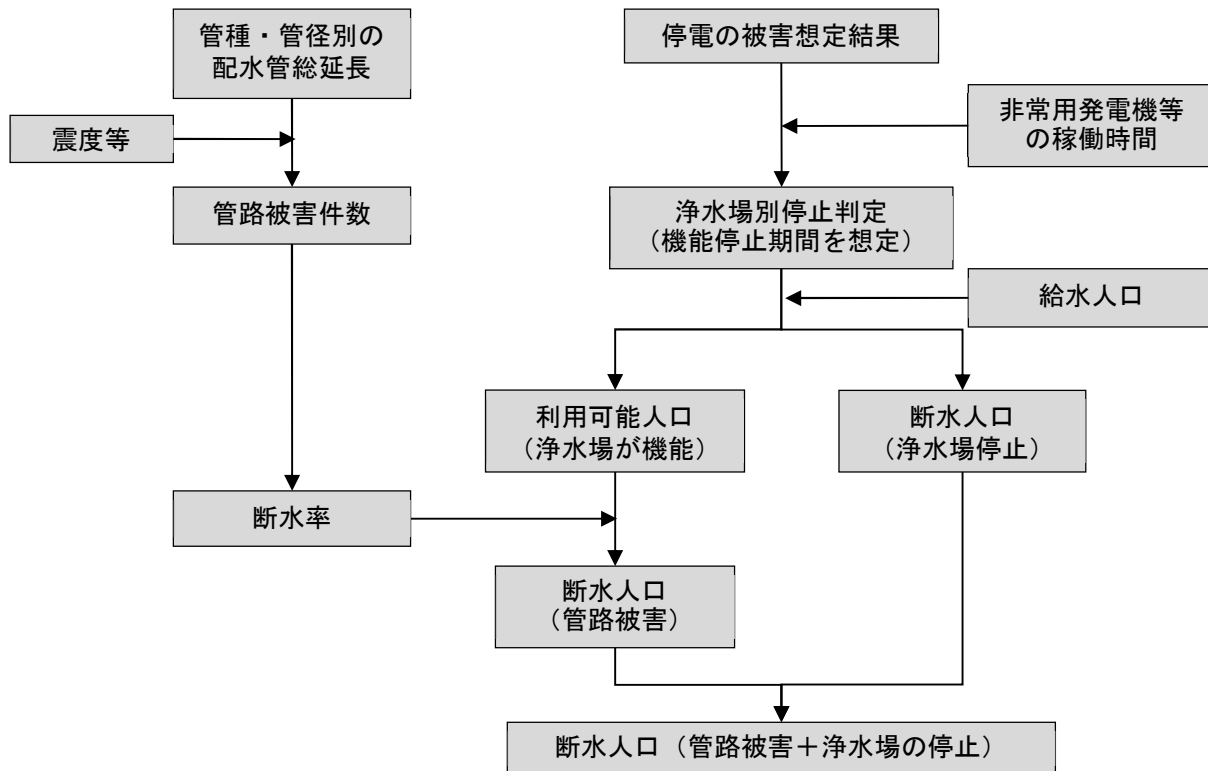 管種・管径別の
配水管総延長
停電の被害想定結果
震度等
非常用発電機等
の稼働時間
管路被害件数
浄水場別停止判定
（機能停止期間を想定）
給水人口
利用可能人口
（浄水場が機能）
断水人口
（浄水場停止）
断水率
断水人口
（管路被害）
断水人口（管路被害＋浄水場の停止）